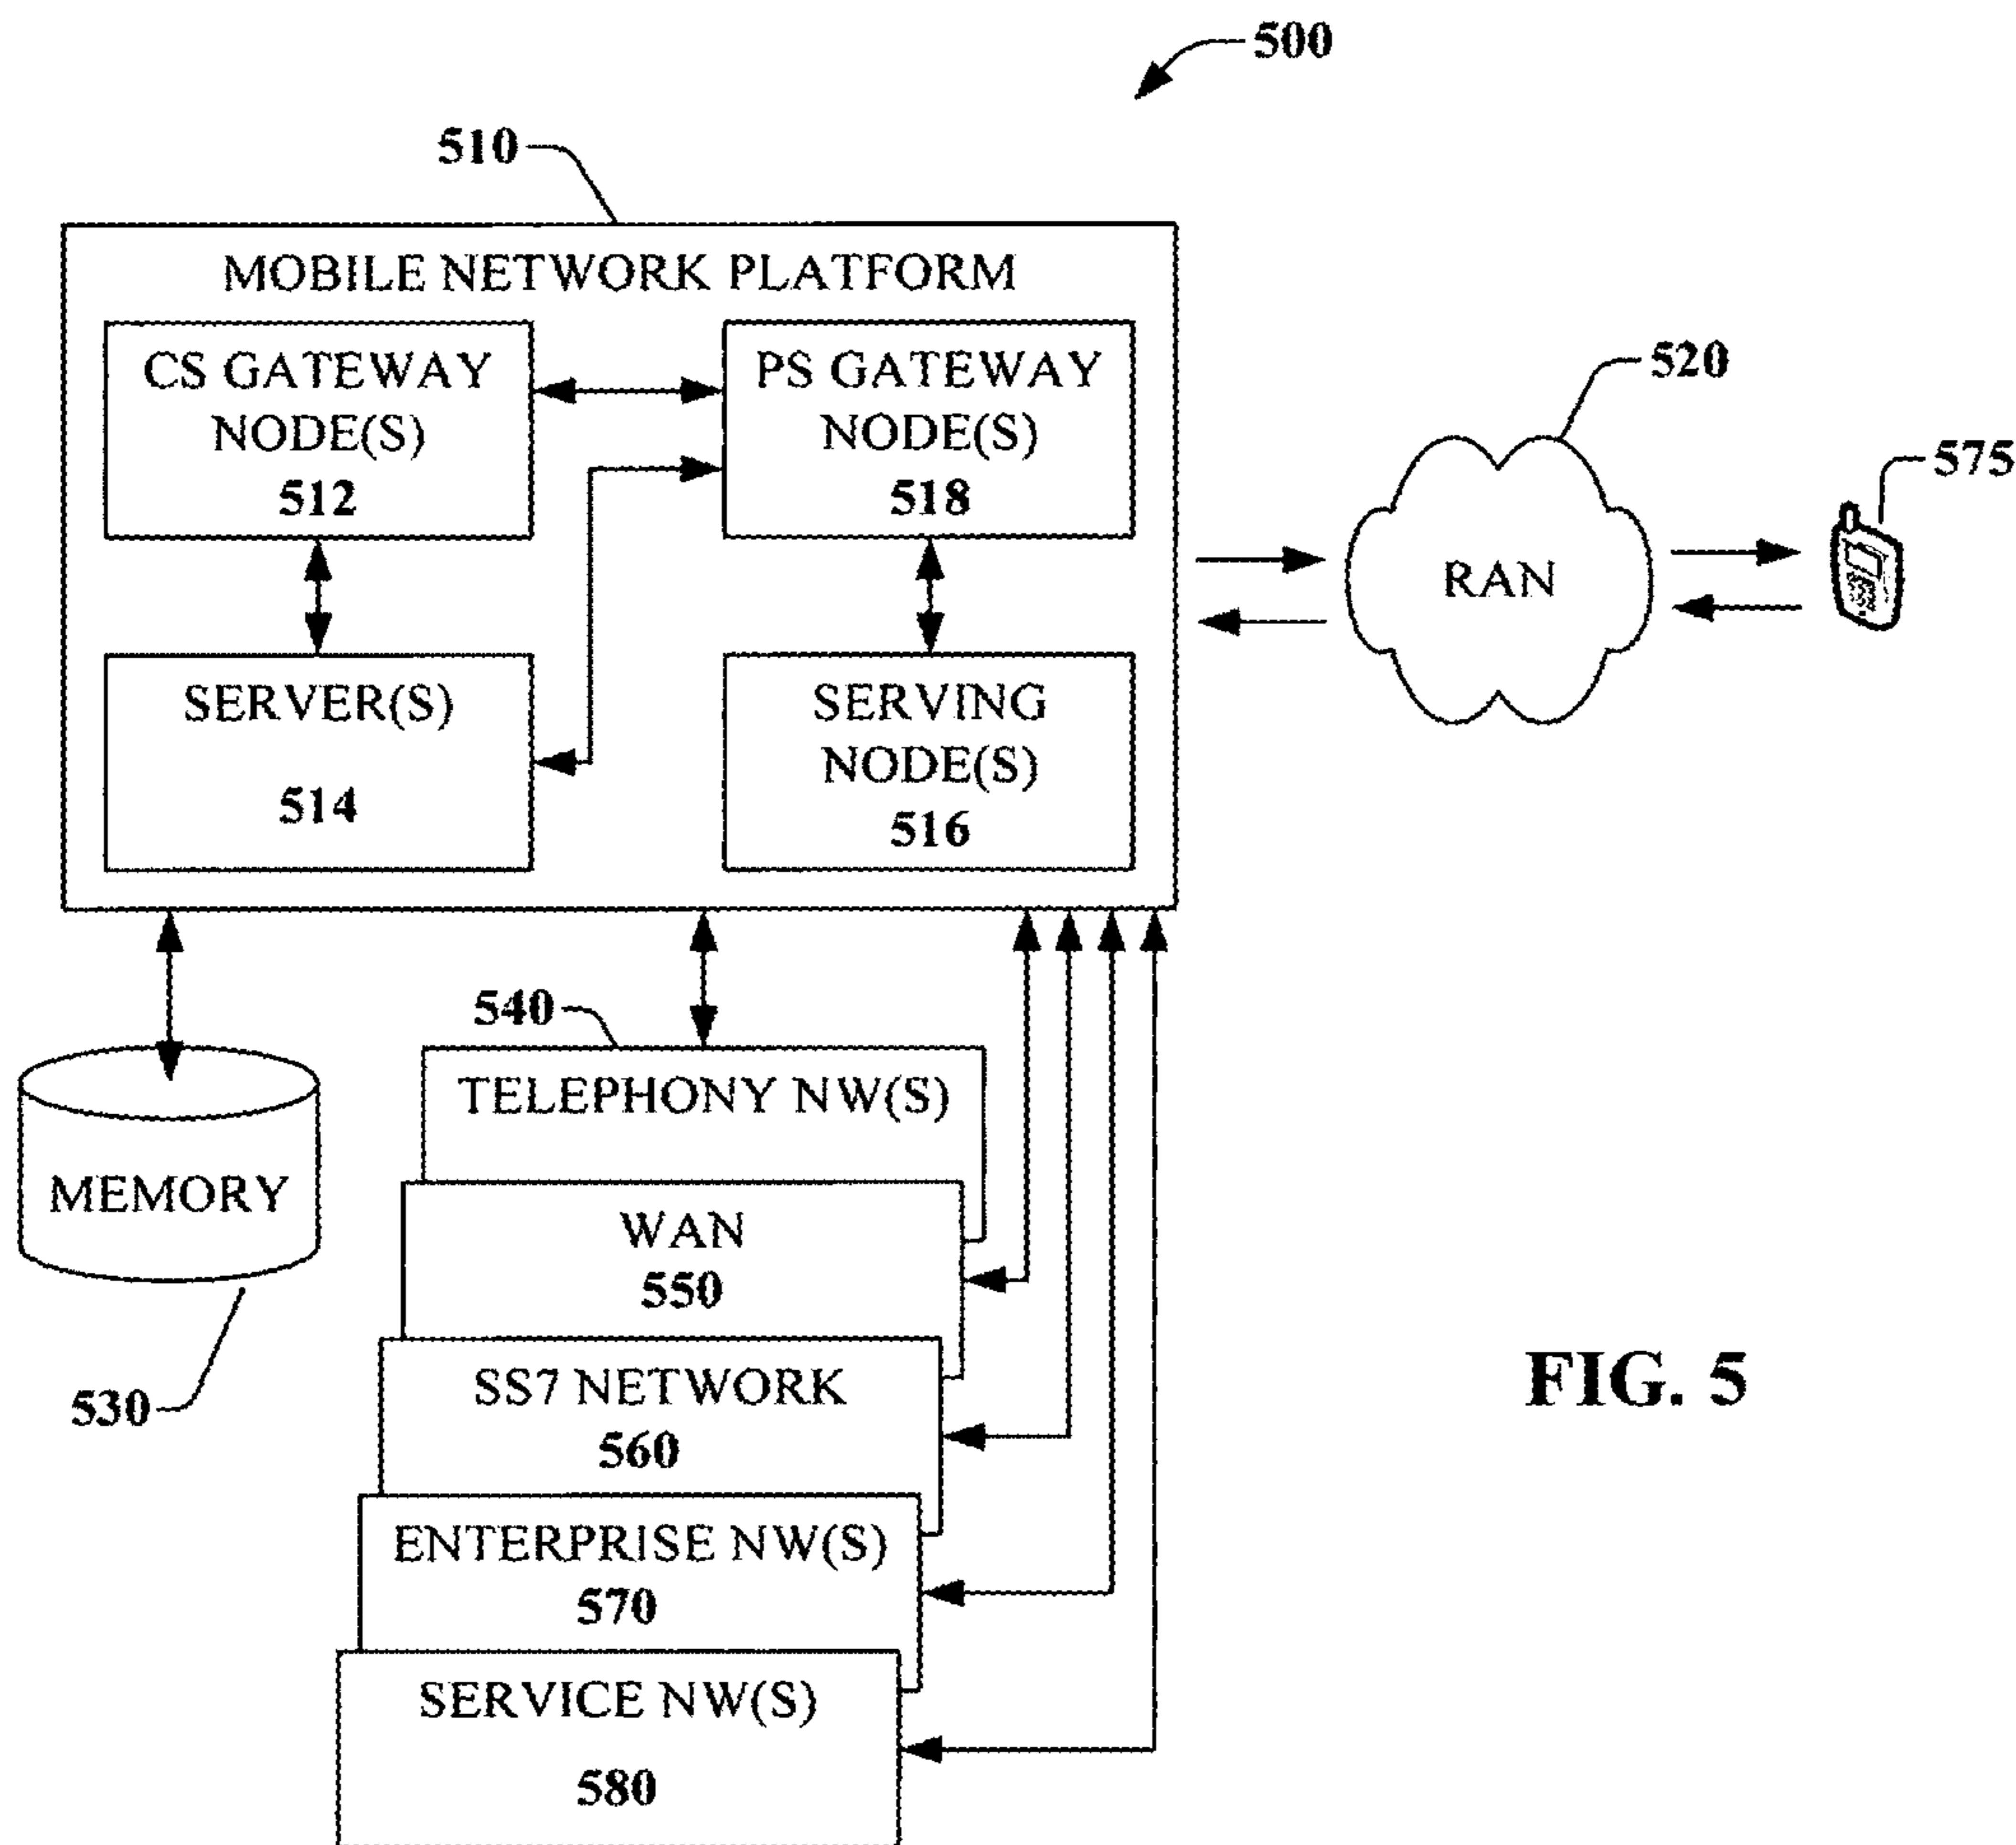 500
510
MOBILE NETWORK PLATFORM
CS GATEWAY
NODE(S)
512
PS GATEWAY
NODE(S)
518
SERVER(S)
514
SERVING
NODE(S)
516
520
RAN
575
540
TELEPHONY NW(S)
MEMORY
530
WAN
550
SS7 NETWORK
560
ENTERPRISE NW(S)
570
SERVICE NW(S)
580
FIG. 5